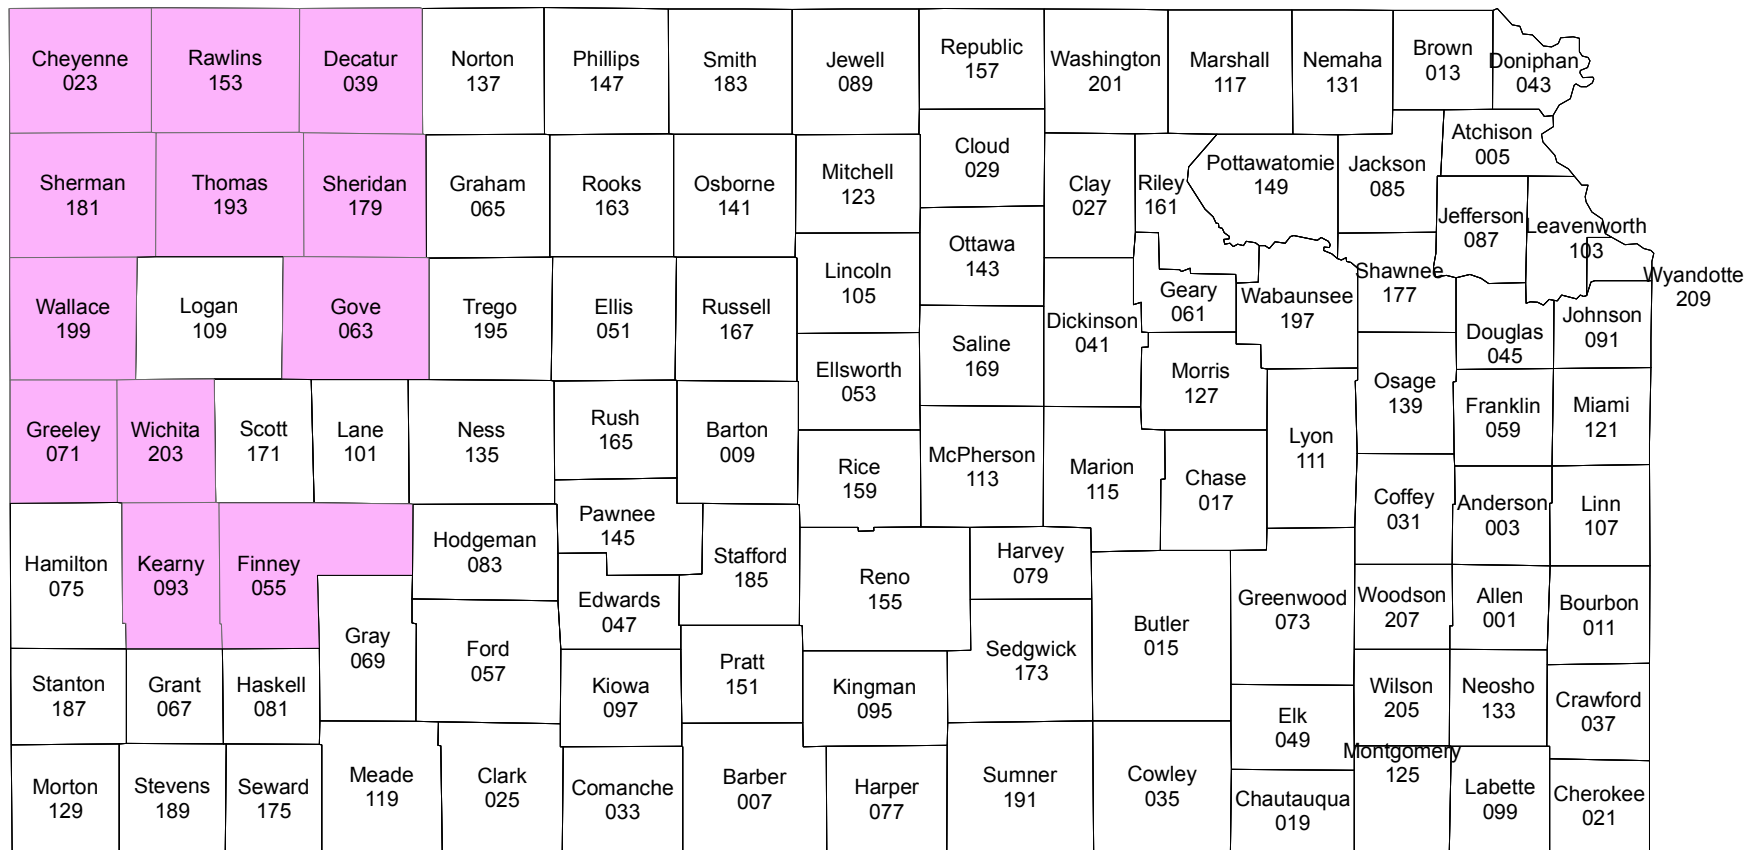 Cheyenne
023
Rawlins
153
Decatur
039
Norton
137
Phillips
147
Smith
183
Jewell
089
Republic
157
Washington
201
Marshall
117
Nemaha
131
Brown
013
Doniphan
043
Sherman
181
Thomas
193
Sheridan
179
Graham
065
Rooks
163
Osborne
141
Mitchell
123
Cloud
029
Clay
027
Riley
161
Pottawatomie
149
Jackson
085
Atchison
005
Jefferson
087
Leavenworth
103
Wyandotte
209
Wallace
199
Logan
109
Gove
063
Trego
195
Ellis
051
Russell
167
Lincoln
105
Ottawa
143
Saline
169
Dickinson
041
Geary
061
Wabaunsee
197
Shawnee
177
Douglas
045
Johnson
091
Greeley
071
Wichita
203
Scott
171
Lane
101
Ness
135
Rush
165
Barton
009
Ellsworth
053
Rice
159
McPherson
113
Marion
115
Morris
127
Chase
017
Lyon
111
Osage
139
Franklin
059
Miami
121
Coffey
031
Anderson
003
Linn
107
Hamilton
075
Kearny
093
Finney
055
Hodgeman
083
Pawnee
145
Edwards
047
Stafford
185
Reno
155
Harvey
079
Sedgwick
173
Butler
015
Greenwood
073
Woodson
207
Allen
001
Bourbon
011
Gray
069
Ford
057
Kiowa
097
Pratt
151
Kingman
095
Stanton
187
Grant
067
Haskell
081
Elk
049
Wilson
205
Neosho
133
Crawford
037
Morton
129
Stevens
189
Seward
175
Meade
119
Clark
025
Comanche
033
Barber
007
Harper
077
Sumner
191
Cowley
035
Chautauqua
019
Montgomery
125
Labette
099
Cherokee
021